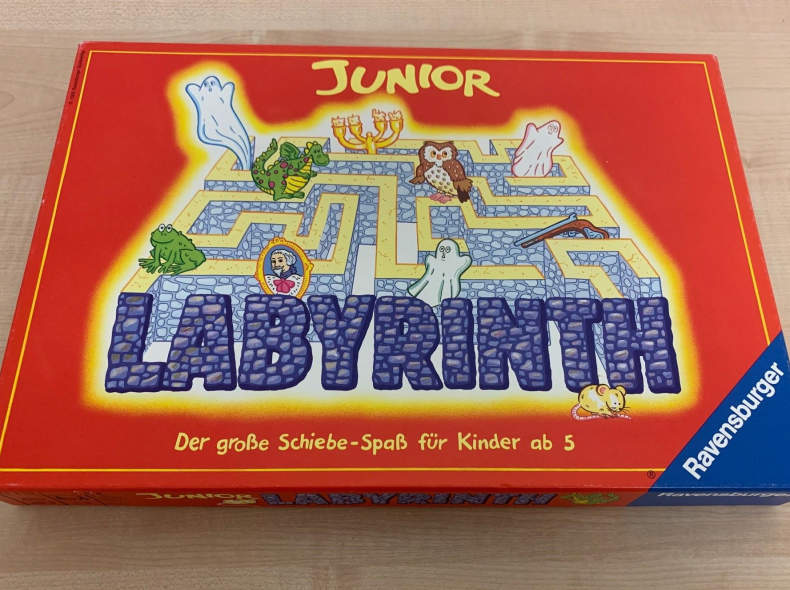 JUNIOR
LABYRINTH
Der große Schiebe-Spaß für Kinder ab 5
Ravensburger
®
JUNIOR LABYRINTH
Ravensburger